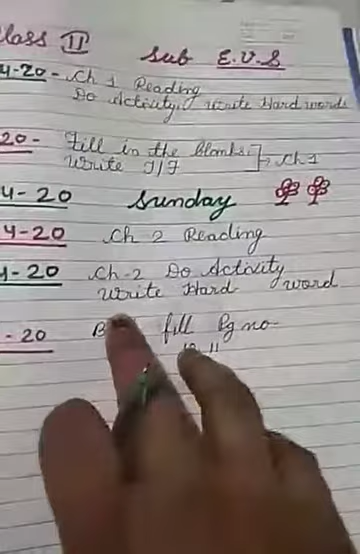 Class II Sub E.V.S
4-20- Ch 1 Reading
Do Activity, Write Hard words
20- Fill in the blanks
Write T/F Ch 1
4-20 Sunday
4-20 Ch 2 Reading
4-20 Ch-2 Do Activity
Write Hard word
-20 fill Pg no-